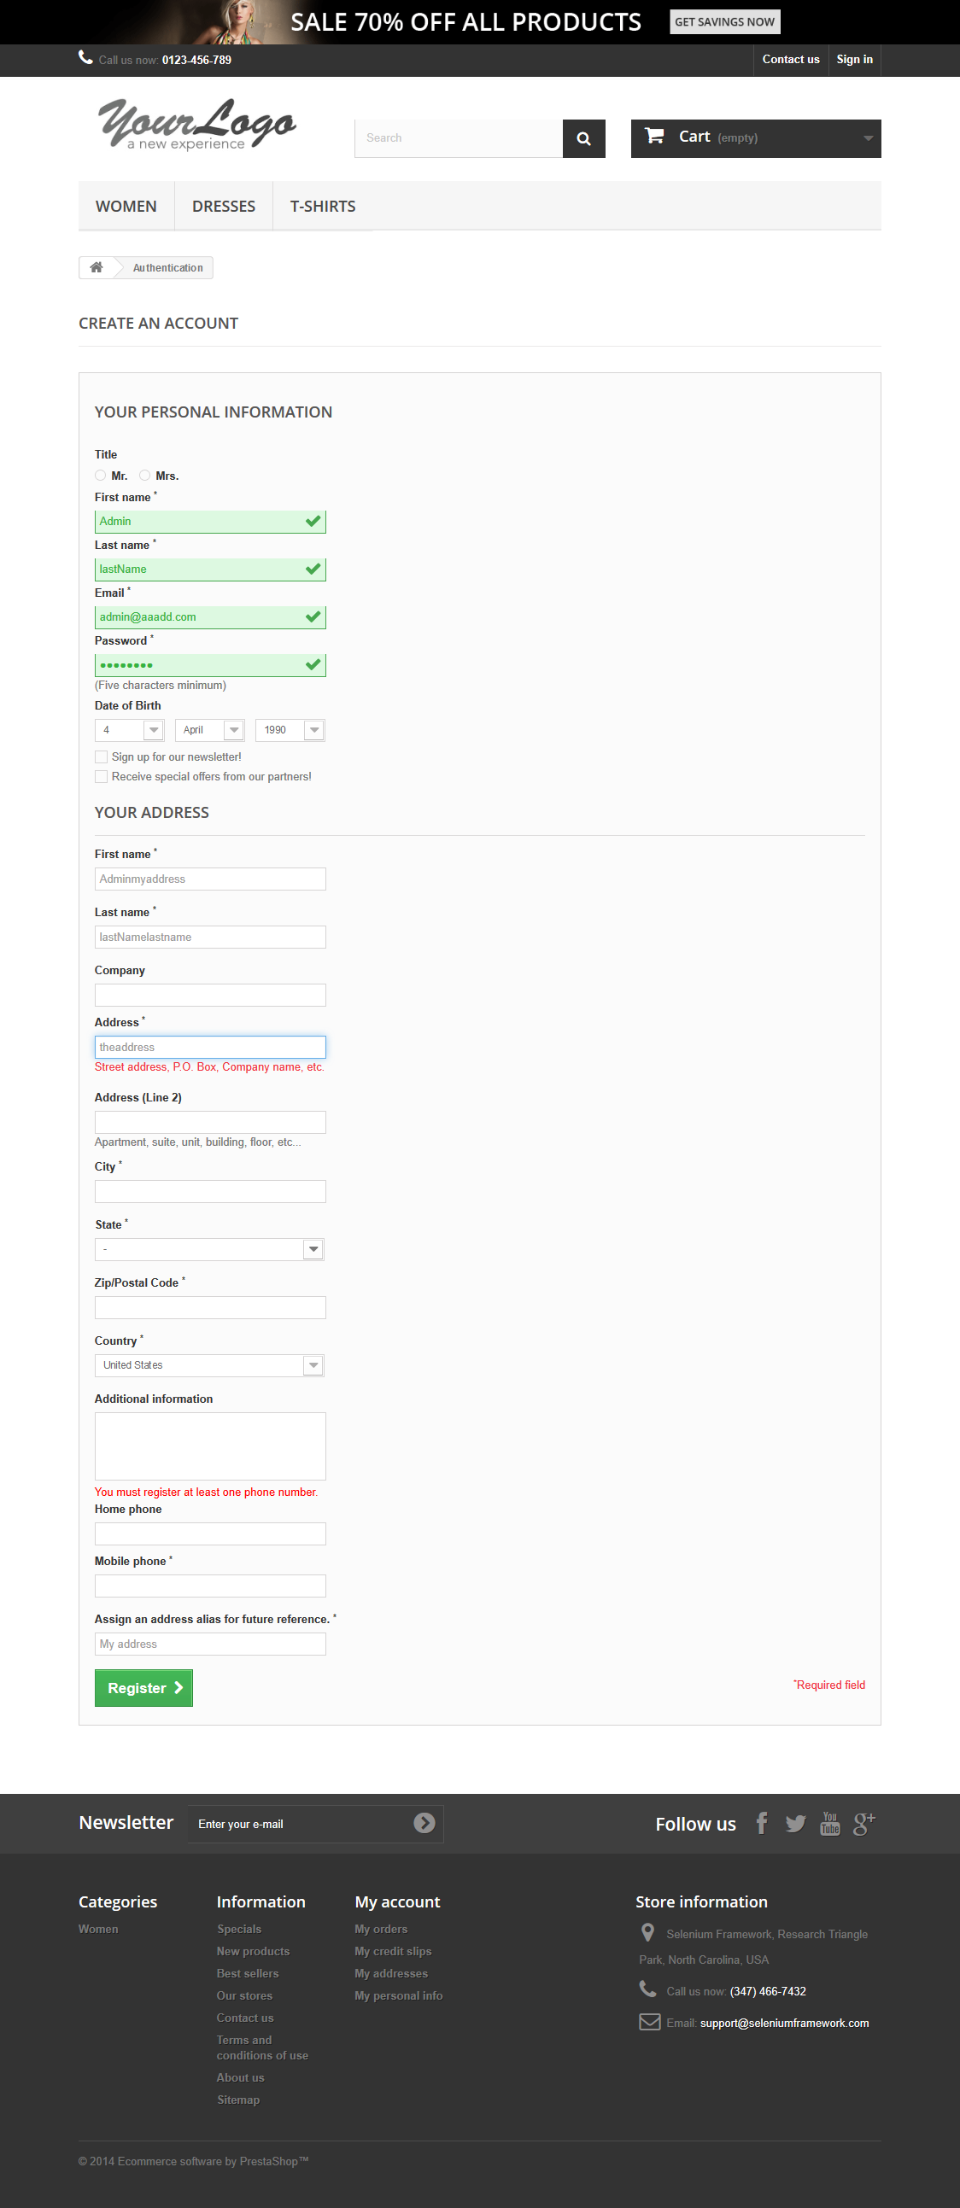 SALE 70% OFF ALL PRODUCTS GET SAVINGS NOW
Call us now: 0123-456-789 Contact us Sign in
YourLogo
a new experience
Search
Cart (empty)
WOMEN DRESSES T-SHIRTS
Authentication
CREATE AN ACCOUNT
YOUR PERSONAL INFORMATION
Title
Mr. Mrs.
First name *
Admin
Last name *
lastName
Email *
admin@aaadd.com
Password *
(Five characters minimum)
Date of Birth
4 April 1990
Sign up for our newsletter!
Receive special offers from our partners!
YOUR ADDRESS
First name *
Adminmyaddress
Last name *
lastNamelastname
Company
Address *
theaddress
Street address, P.O. Box, Company name, etc.
Address (Line 2)
Apartment, suite, unit, building, floor, etc...
City *
State *
-
Zip/Postal Code *
Country *
United States
Additional information
You must register at least one phone number.
Home phone
Mobile phone *
Assign an address alias for future reference. *
My address
Register
*Required field
Newsletter Enter your e-mail Follow us
You
Tube
g+
Categories
Women
Information
Specials
New products
Best sellers
Our stores
Contact us
Terms and
conditions of use
About us
Sitemap
My account
My orders
My credit slips
My addresses
My personal info
Store information
Selenium Framework, Research Triangle
Park, North Carolina, USA
Call us now: (347) 466-7432
Email: support@seleniumframework.com
© 2014 Ecommerce software by PrestaShop™